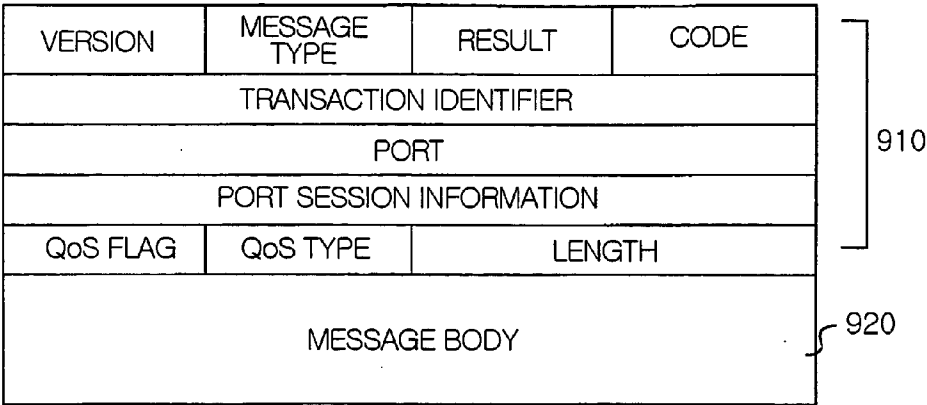 VERSION
MESSAGE
TYPE
RESULT
CODE
TRANSACTION IDENTIFIER
PORT
PORT SESSION INFORMATION
QoS FLAG
QoS TYPE
LENGTH
910
MESSAGE BODY
920